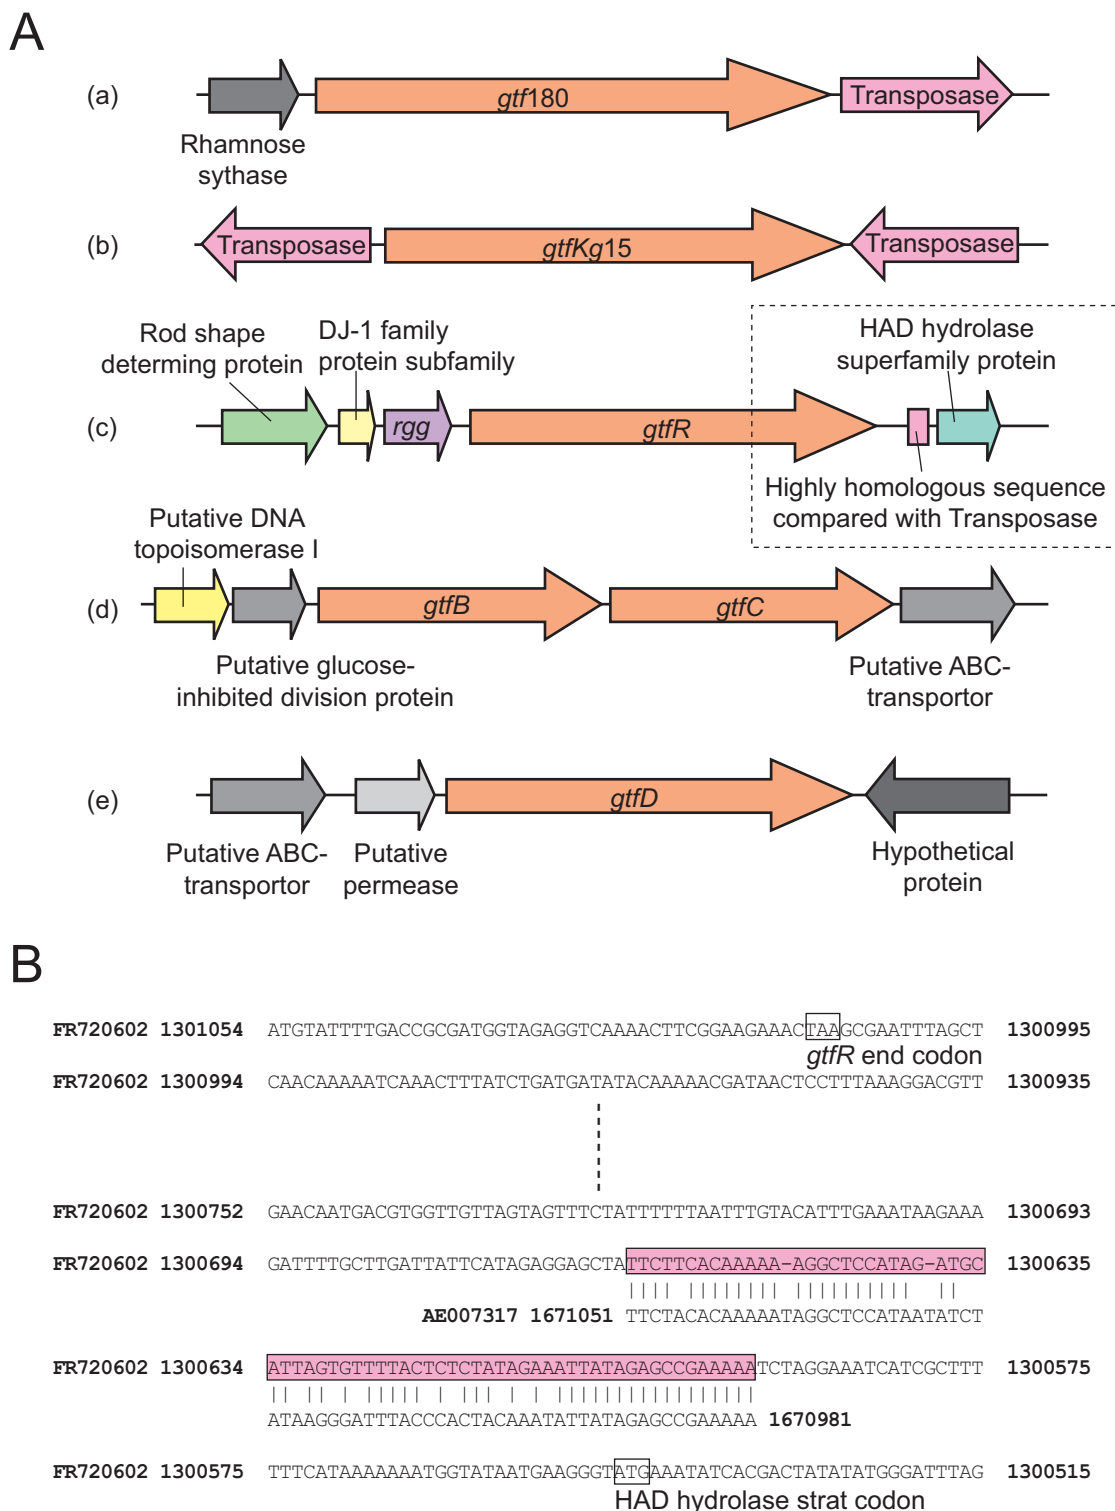 A
(a)
gtf180
Transposase
Rhamnose
sythase
(b)
Transposase
gtfKg15
Transposase
Rod shape
determing protein
DJ-1 family
protein subfamily
HAD hydrolase
superfamily protein
(c)
rgg
gtfR
Highly homologous sequence
compared with Transposase
Putative DNA
topoisomerase I
(d)
gtfB
gtfC
Putative glucose-
inhibited division protein
Putative ABC-
transportor
(e)
gtfD
Putative ABC-
transportor
Putative
permease
Hypothetical
protein
B
FR720602 1301054 ATGTATTTTGACCGCGATGGTAGAGGTCAAAACTTCGGAAGAAACTAAGCGAATTTAGCT 1300995
gtfR end codon
FR720602 1300994 CAACAAAAATCAAACTTTATCTGATGATATACAAAAACGATAACTCCTTTAAAGGACGTT 1300935
FR720602 1300752 GAACAATGACGTGGTTGTTAGTAGTTTCTATTTTTTAATTTGTACATTTGAAATAAGAAA 1300693
FR720602 1300694 GATTTTGCTTGATTATTCATAGAGGAGCTATTCTTCACAAAAA-AGGCTCCATAG-ATGC 1300635
AE007317 1671051 TTCTACACAAAAATAGGCTCCATAATATCT
FR720602 1300634 ATTAGTGTTTTACTCTCTATAGAAATTATAGAGCCGAAAAATCTAGGAAATCATCGCTTT 1300575
ATAAGGGATTTACCCACTACAAATATTATAGAGCCGAAAAA 1670981
FR720602 1300575 TTTCATAAAAAAATGGTATAATGAAGGGTATGAAATATCACGACTATATATGGGATTTAG 1300515
HAD hydrolase strat codon